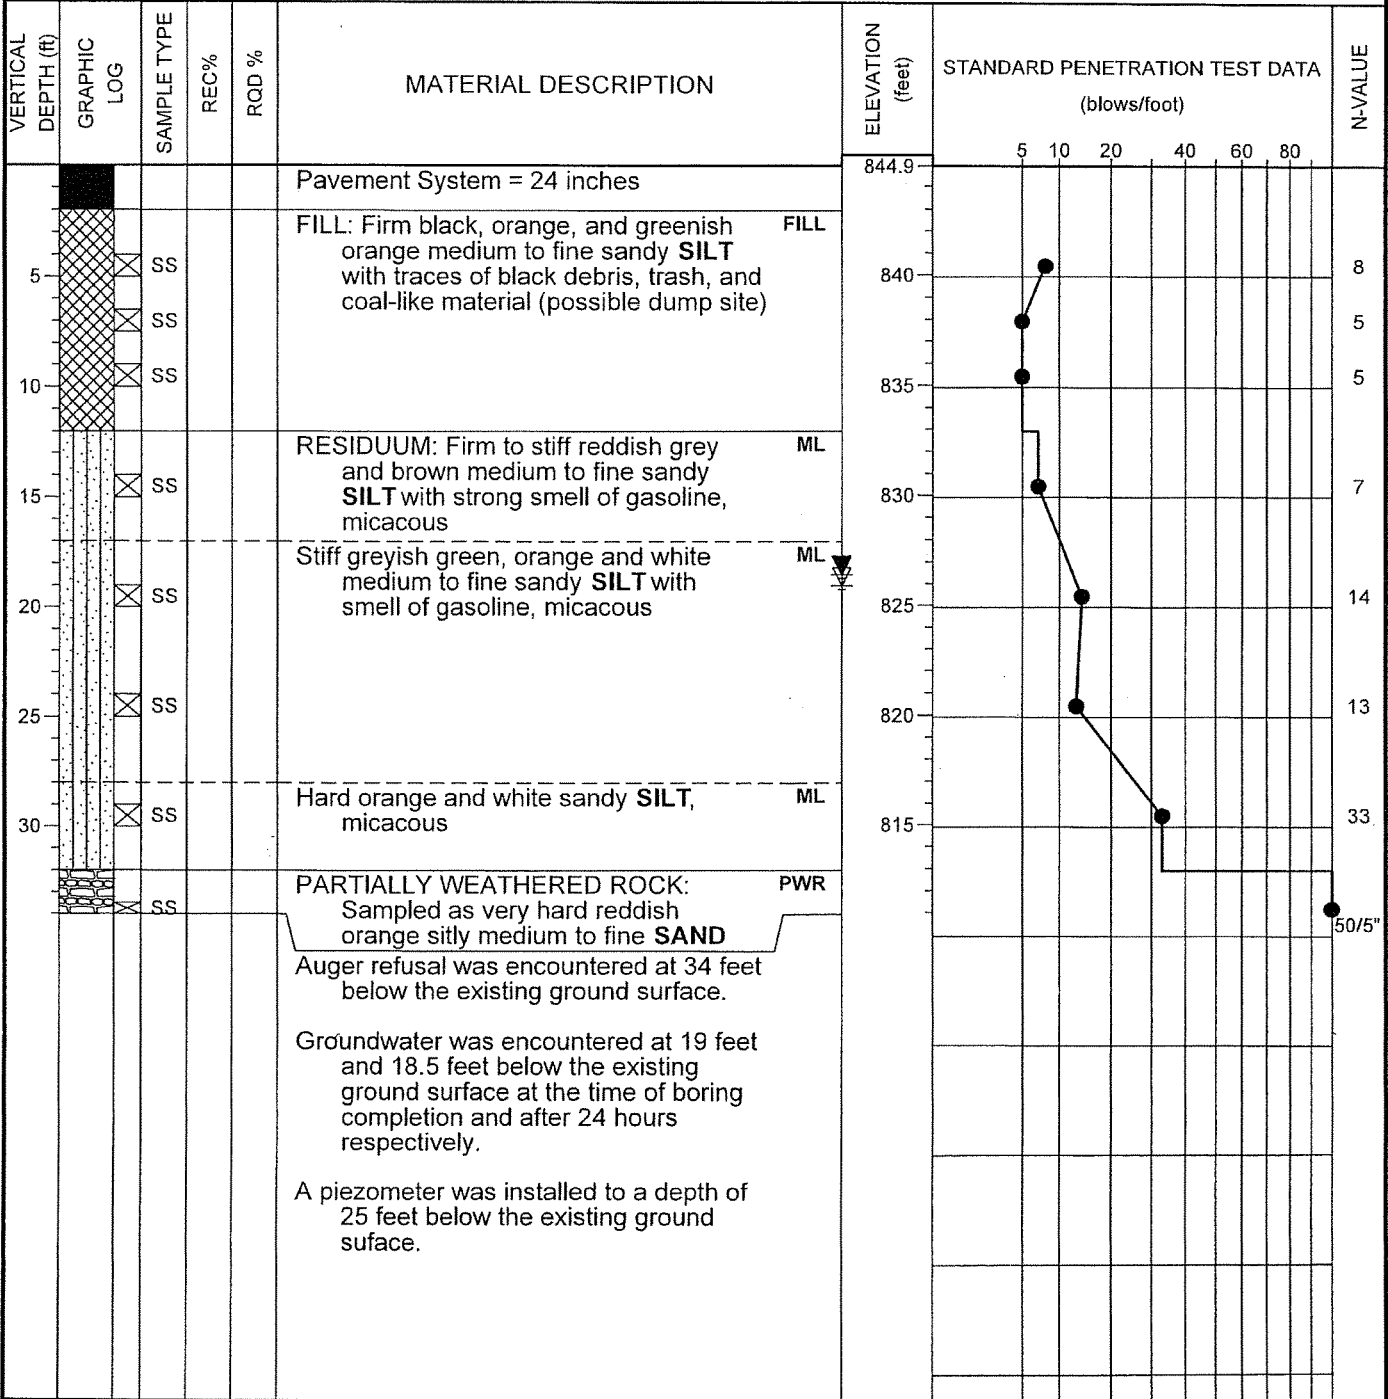 VERTICAL DEPTH (ft)
GRAPHIC LOG
SAMPLE TYPE
REC%
RQD %
MATERIAL DESCRIPTION
ELEVATION (feet)
STANDARD PENETRATION TEST DATA
(blows/foot)
N-VALUE
5 10 20 40 60 80
844.9
Pavement System = 24 inches
FILL: Firm black, orange, and greenish FILL
orange medium to fine sandy SILT
with traces of black debris, trash, and
coal-like material (possible dump site)
SS 8
5 840
SS 5
SS 5
10 835
RESIDUUM: Firm to stiff reddish grey ML
and brown medium to fine sandy
SILT with strong smell of gasoline,
micacous
SS 7
15 830
Stiff greyish green, orange and white ML
medium to fine sandy SILT with
smell of gasoline, micacous
SS 14
20 825
SS 13
25 820
Hard orange and white sandy SILT, ML
micacous
SS 33
30 815
PARTIALLY WEATHERED ROCK: PWR
Sampled as very hard reddish
orange sitly medium to fine SAND
SS 50/5"
Auger refusal was encountered at 34 feet
below the existing ground surface.
Groundwater was encountered at 19 feet
and 18.5 feet below the existing
ground surface at the time of boring
completion and after 24 hours
respectively.
A piezometer was installed to a depth of
25 feet below the existing ground
suface.